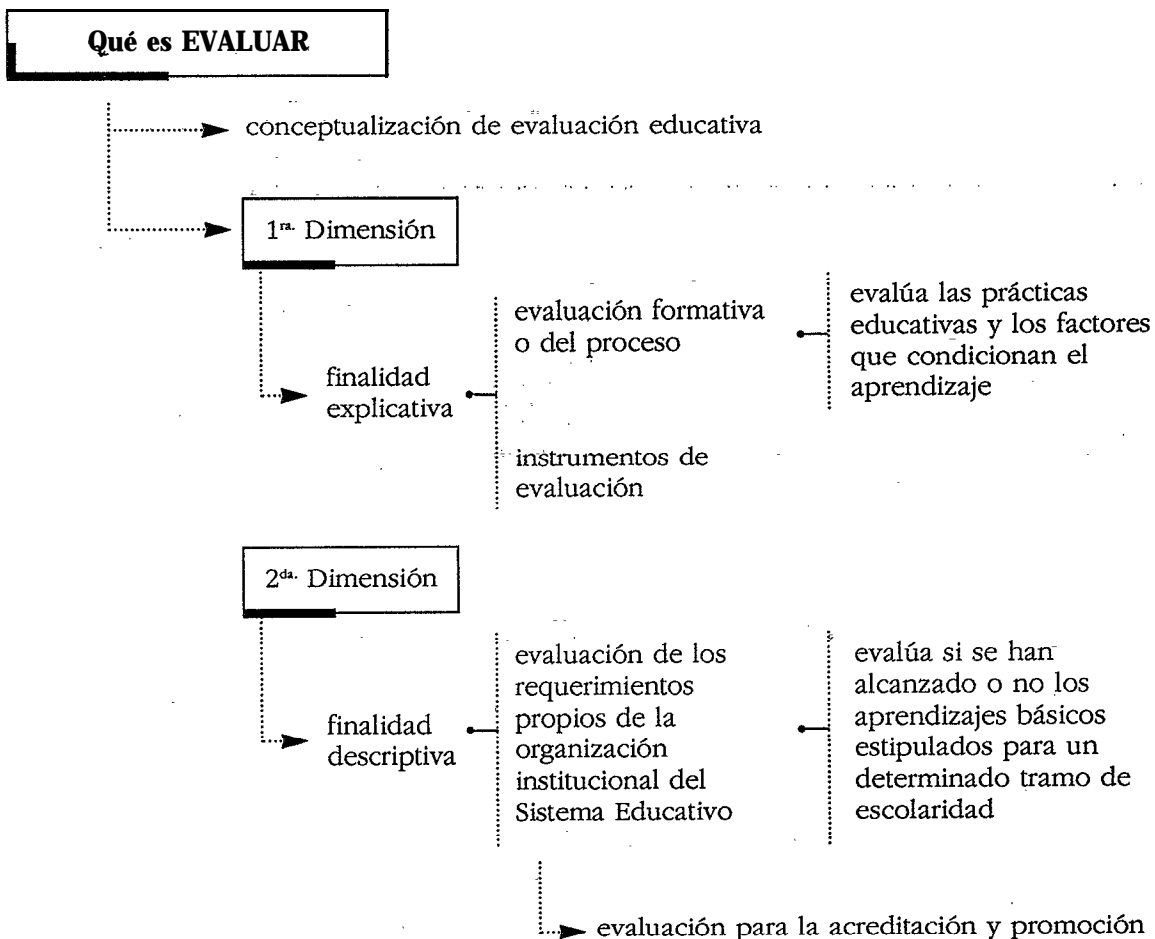 Qué es EVALUAR
conceptualización de evaluación educativa
1ra. Dimensión
finalidad
explicativa
evaluación formativa
o del proceso
instrumentos de
evaluación
evalúa las prácticas
educativas y los factores
que condicionan el
aprendizaje
2da. Dimensión
finalidad
descriptiva
evaluación de los
requerimientos
propios de la
organización
institucional del
Sistema Educativo
evalúa si se han
alcanzado o no los
aprendizajes básicos
estipulados para un
determinado tramo de
escolaridad
evaluación para la acreditación y promoción